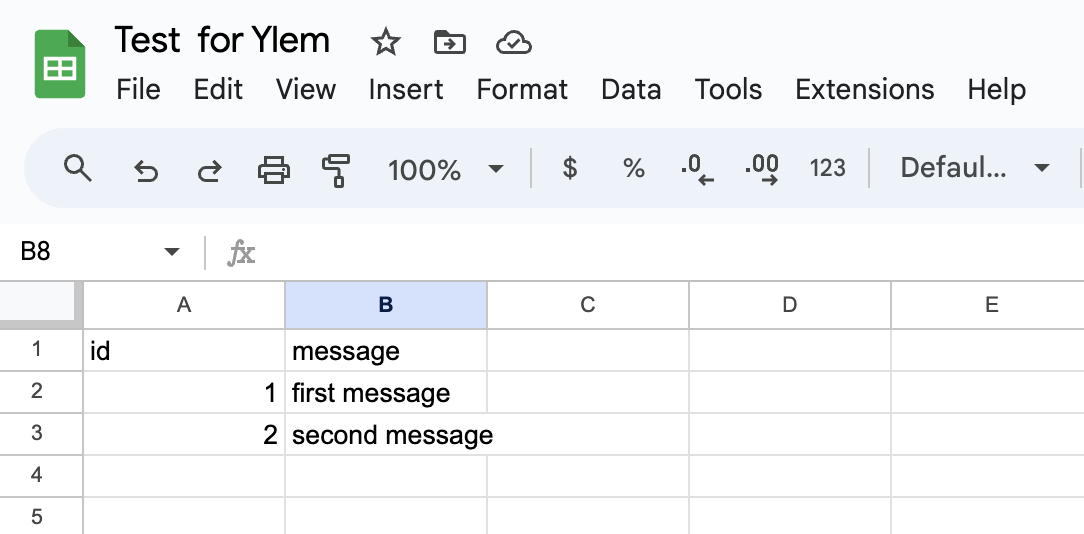 Test  for Ylem
File Edit View Insert Format Data Tools Extensions Help
100% $ % .0 .00 123 Defaul...
B8 fx
A B C D E
1 id message
2 1 first message
3 2 second message
4
5